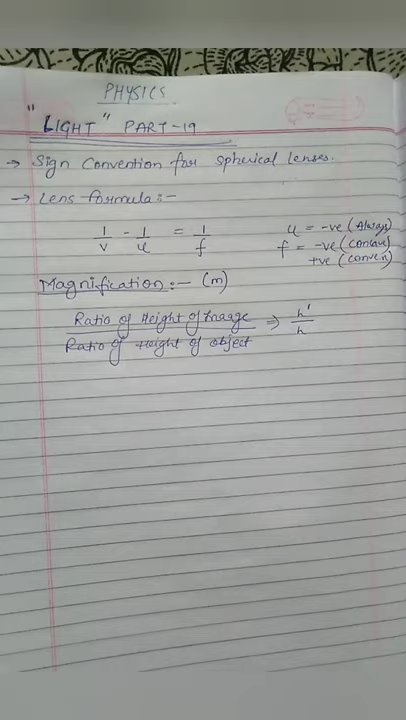 PHYSICS
"LIGHT" PART-19
→ Sign Convention for Spherical Lenses.
→ Lens formula:-
1/v - 1/u = 1/f
u = -ve (Always)
f = -ve (concave)
+ve (convex)
Magnification:- (m)
Ratio of Height of Image / Ratio of Height of object ⇒ h'/h